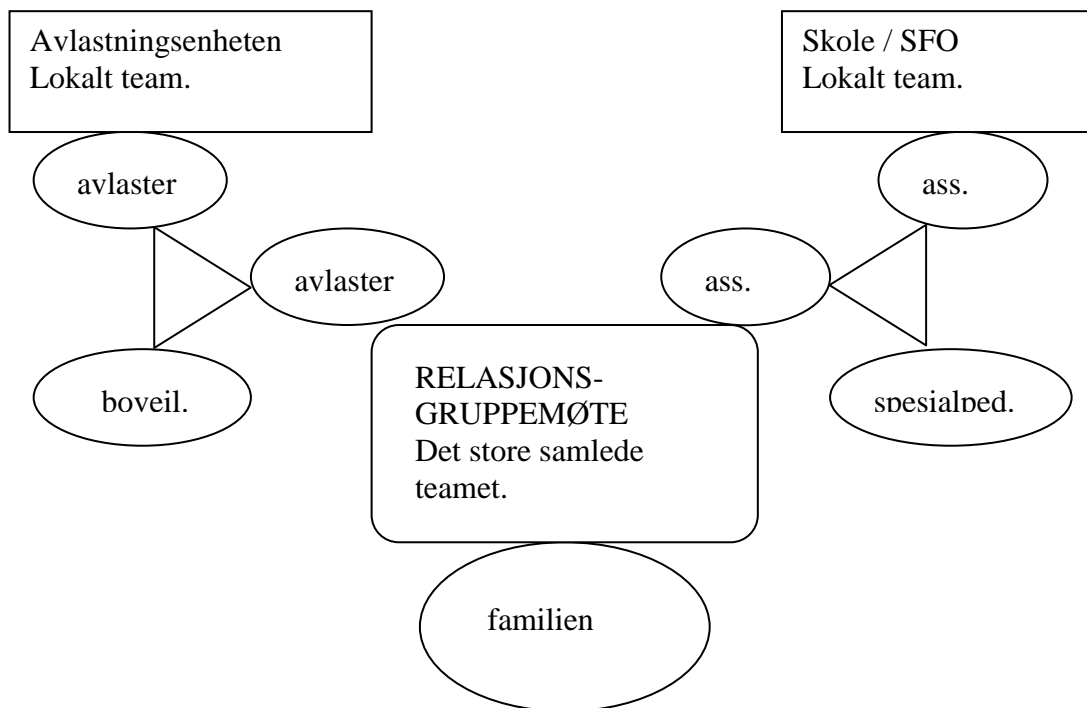 Avlastningsenheten
Lokalt team.
Skole / SFO
Lokalt team.
avlaster
ass.
avlaster
ass.
boveil.
spesialped.
RELASJONS-
GRUPPEMØTE
Det store samlede
teamet.
familien